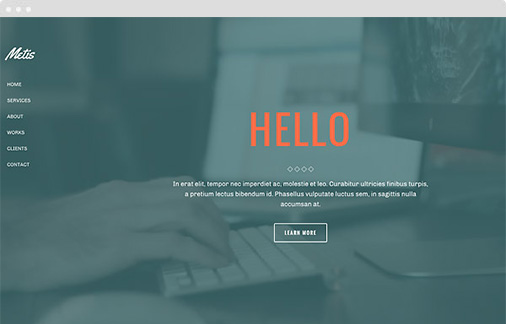 Metis
HOME
SERVICES
ABOUT
WORKS
CLIENTS
CONTACT
HELLO
In erat elit, tempor nec imperdiet ac, molestie et leo. Curabitur ultricies finibus turpis,
a pretium lectus bibendum id. Phasellus vulputate luctus sem, in sagittis nulla
accumsan at.
LEARN MORE